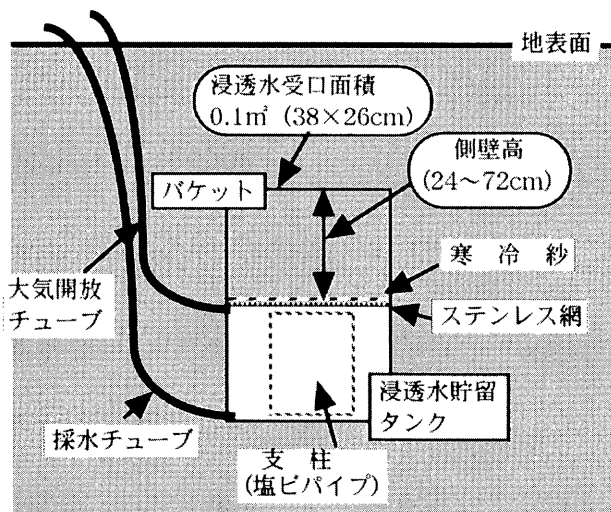 地表面
浸透水受口面積
0.1㎡ (38×26cm)
側壁高
(24～72cm)
バケット
寒冷紗
大気開放
チューブ
ステンレス網
浸透水貯留
タンク
採水チューブ
支柱
(塩ビパイプ)